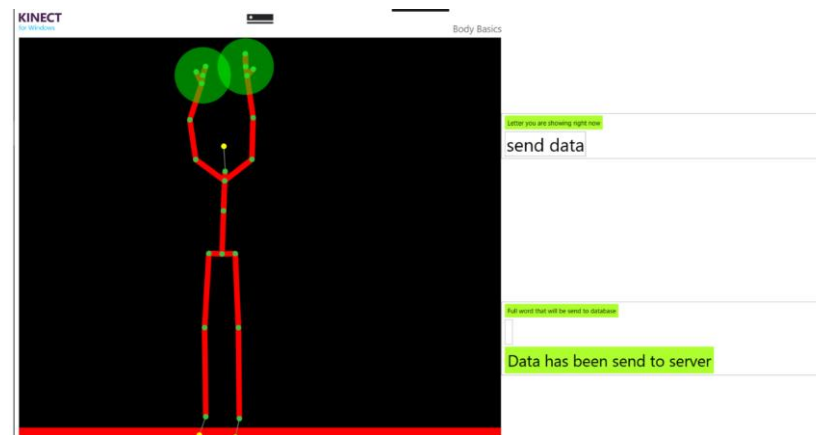 KINECT
for Windows
Body Basics
Letter you are showing right now
send data
Full word that will be send to database
Data has been send to server